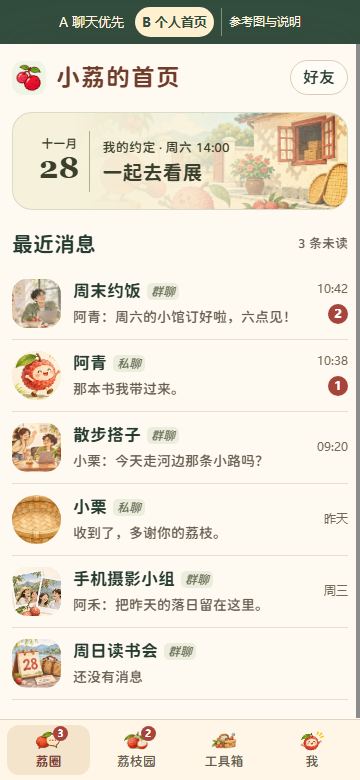 A 聊天优先
B 个人首页
参考图与说明
小荔的首页
好友
十一月
28
我的约定 · 周六 14:00
一起去看展
最近消息
3 条未读
周末约饭 群聊
10:42
阿青：周六的小馆订好啦，六点见！
2
阿青 私聊
10:38
那本书我带过来。
1
散步搭子 群聊
09:20
小栗：今天走河边那条小路吗？
小栗 私聊
昨天
收到了，多谢你的荔枝。
手机摄影小组 群聊
周三
阿禾：把昨天的落日留在这里。
28
周日读书会 群聊
还没有消息
3
荔圈
2
荔枝园
工具箱
我